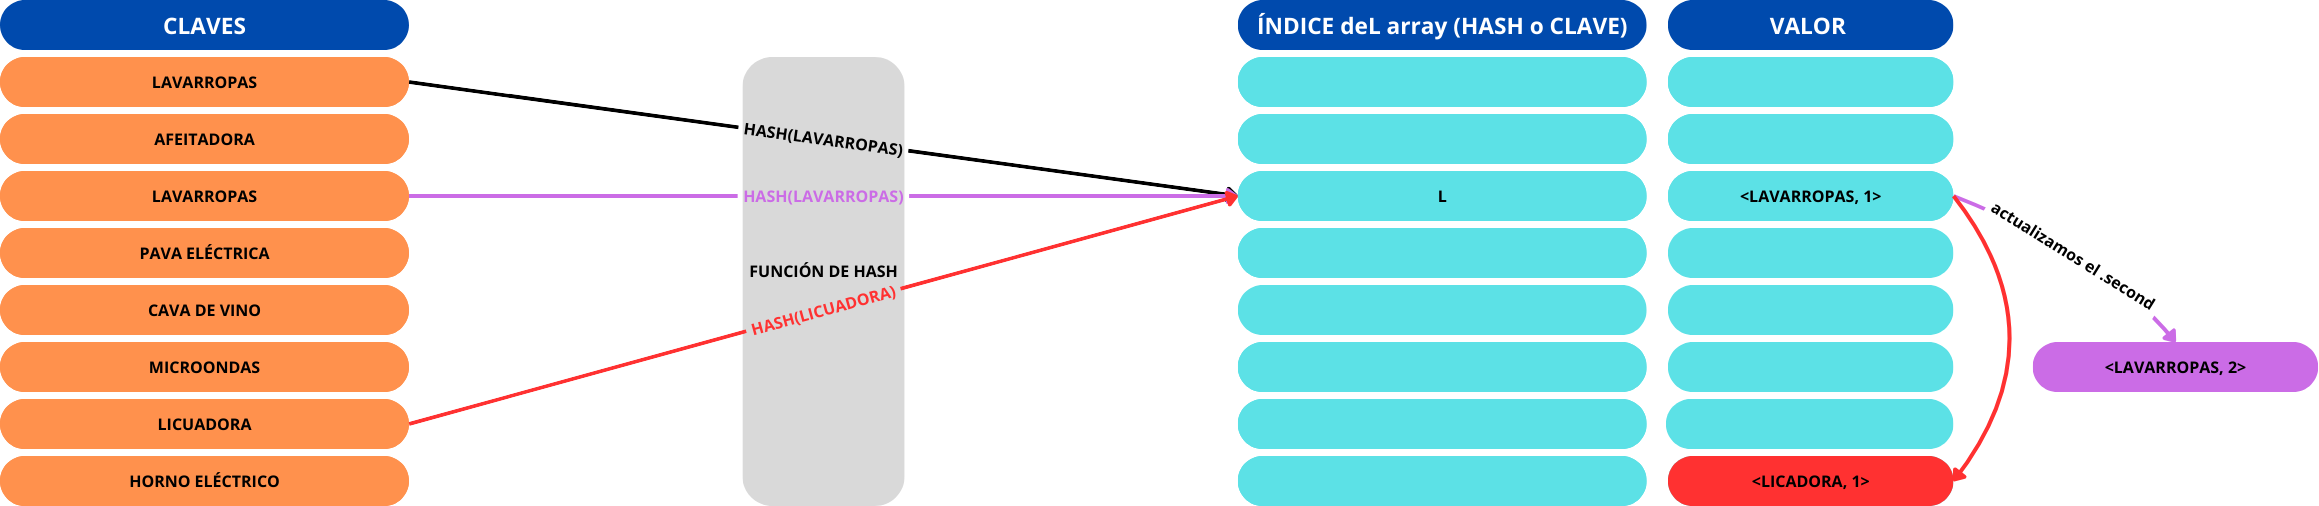 CLAVES
ÍNDICE deL array (HASH o CLAVE)
VALOR
LAVARROPAS
AFEITADORA
LAVARROPAS
PAVA ELÉCTRICA
CAVA DE VINO
MICROONDAS
LICUADORA
HORNO ELÉCTRICO
HASH(LAVARROPAS)
HASH(LAVARROPAS)
FUNCIÓN DE HASH
HASH(LICUADORA)
L
<LAVARROPAS, 1>
actualizamos el .second
<LAVARROPAS, 2>
<LICADORA, 1>